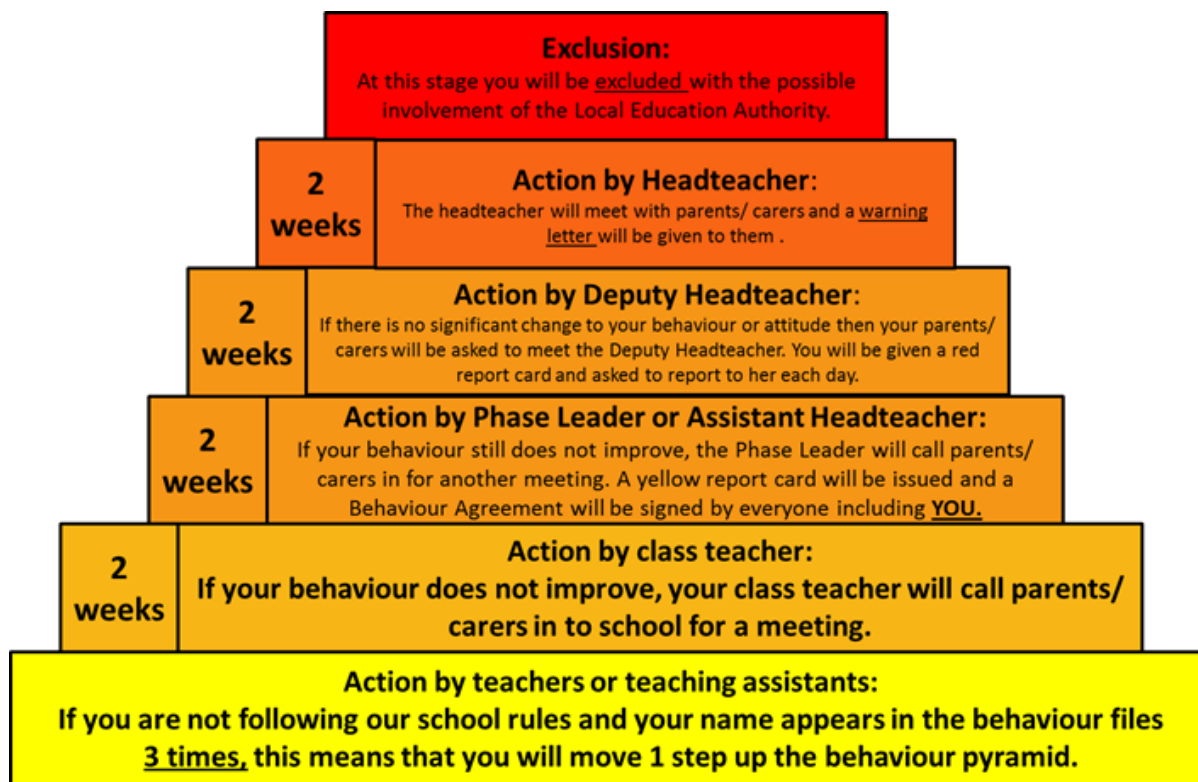 Exclusion:
At this stage you will be excluded with the possible
involvement of the Local Education Authority.
2
weeks
Action by Headteacher:
The headteacher will meet with parents/ carers and a warning
letter will be given to them .
2
weeks
Action by Deputy Headteacher:
If there is no significant change to your behaviour or attitude then your parents/
carers will be asked to meet the Deputy Headteacher. You will be given a red
report card and asked to report to her each day.
2
weeks
Action by Phase Leader or Assistant Headteacher:
If your behaviour still does not improve, the Phase Leader will call parents/
carers in for another meeting. A yellow report card will be issued and a
Behaviour Agreement will be signed by everyone including YOU.
2
weeks
Action by class teacher:
If your behaviour does not improve, your class teacher will call parents/
carers in to school for a meeting.
Action by teachers or teaching assistants:
If you are not following our school rules and your name appears in the behaviour files
3 times, this means that you will move 1 step up the behaviour pyramid.